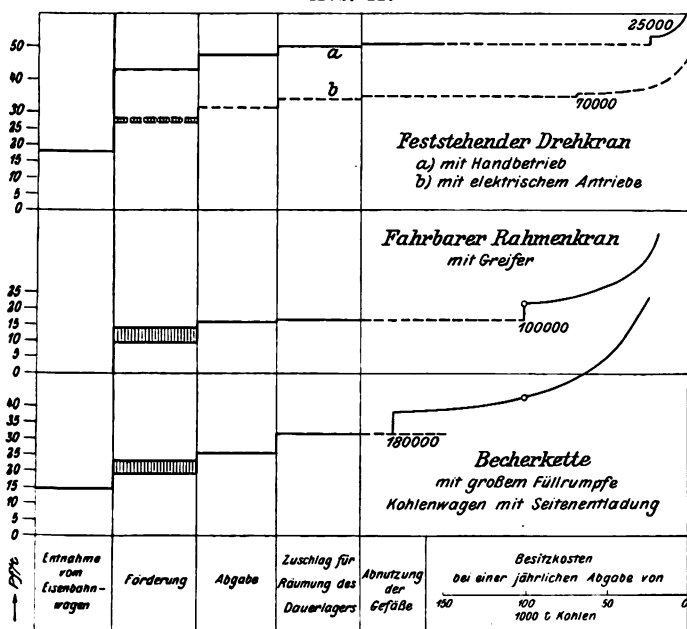 25000
50
40
30
25
20
15
10
5
0
a
b
70000
Feststehender Drehkran
a) mit Handbetrieb
b) mit elektrischem Antriebe
Fahrbarer Rahmenkran
mit Greifer
25
20
15
10
5
0
100000
40
35
30
25
20
15
10
5
0
180000
Becherkette
mit großem Füllrumpfe
Kohlenwagen mit Seitenentladung
Pf/t
Entnahme
vom
Eisenbahn-
wagen
Förderung
Abgabe
Zuschlag für
Räumung des
Dauerlagers
Abnutzung
der
Gefäße
Besitzkosten
bei einer jährlichen Abgabe von
150 100 50 0
1000 t Kohlen